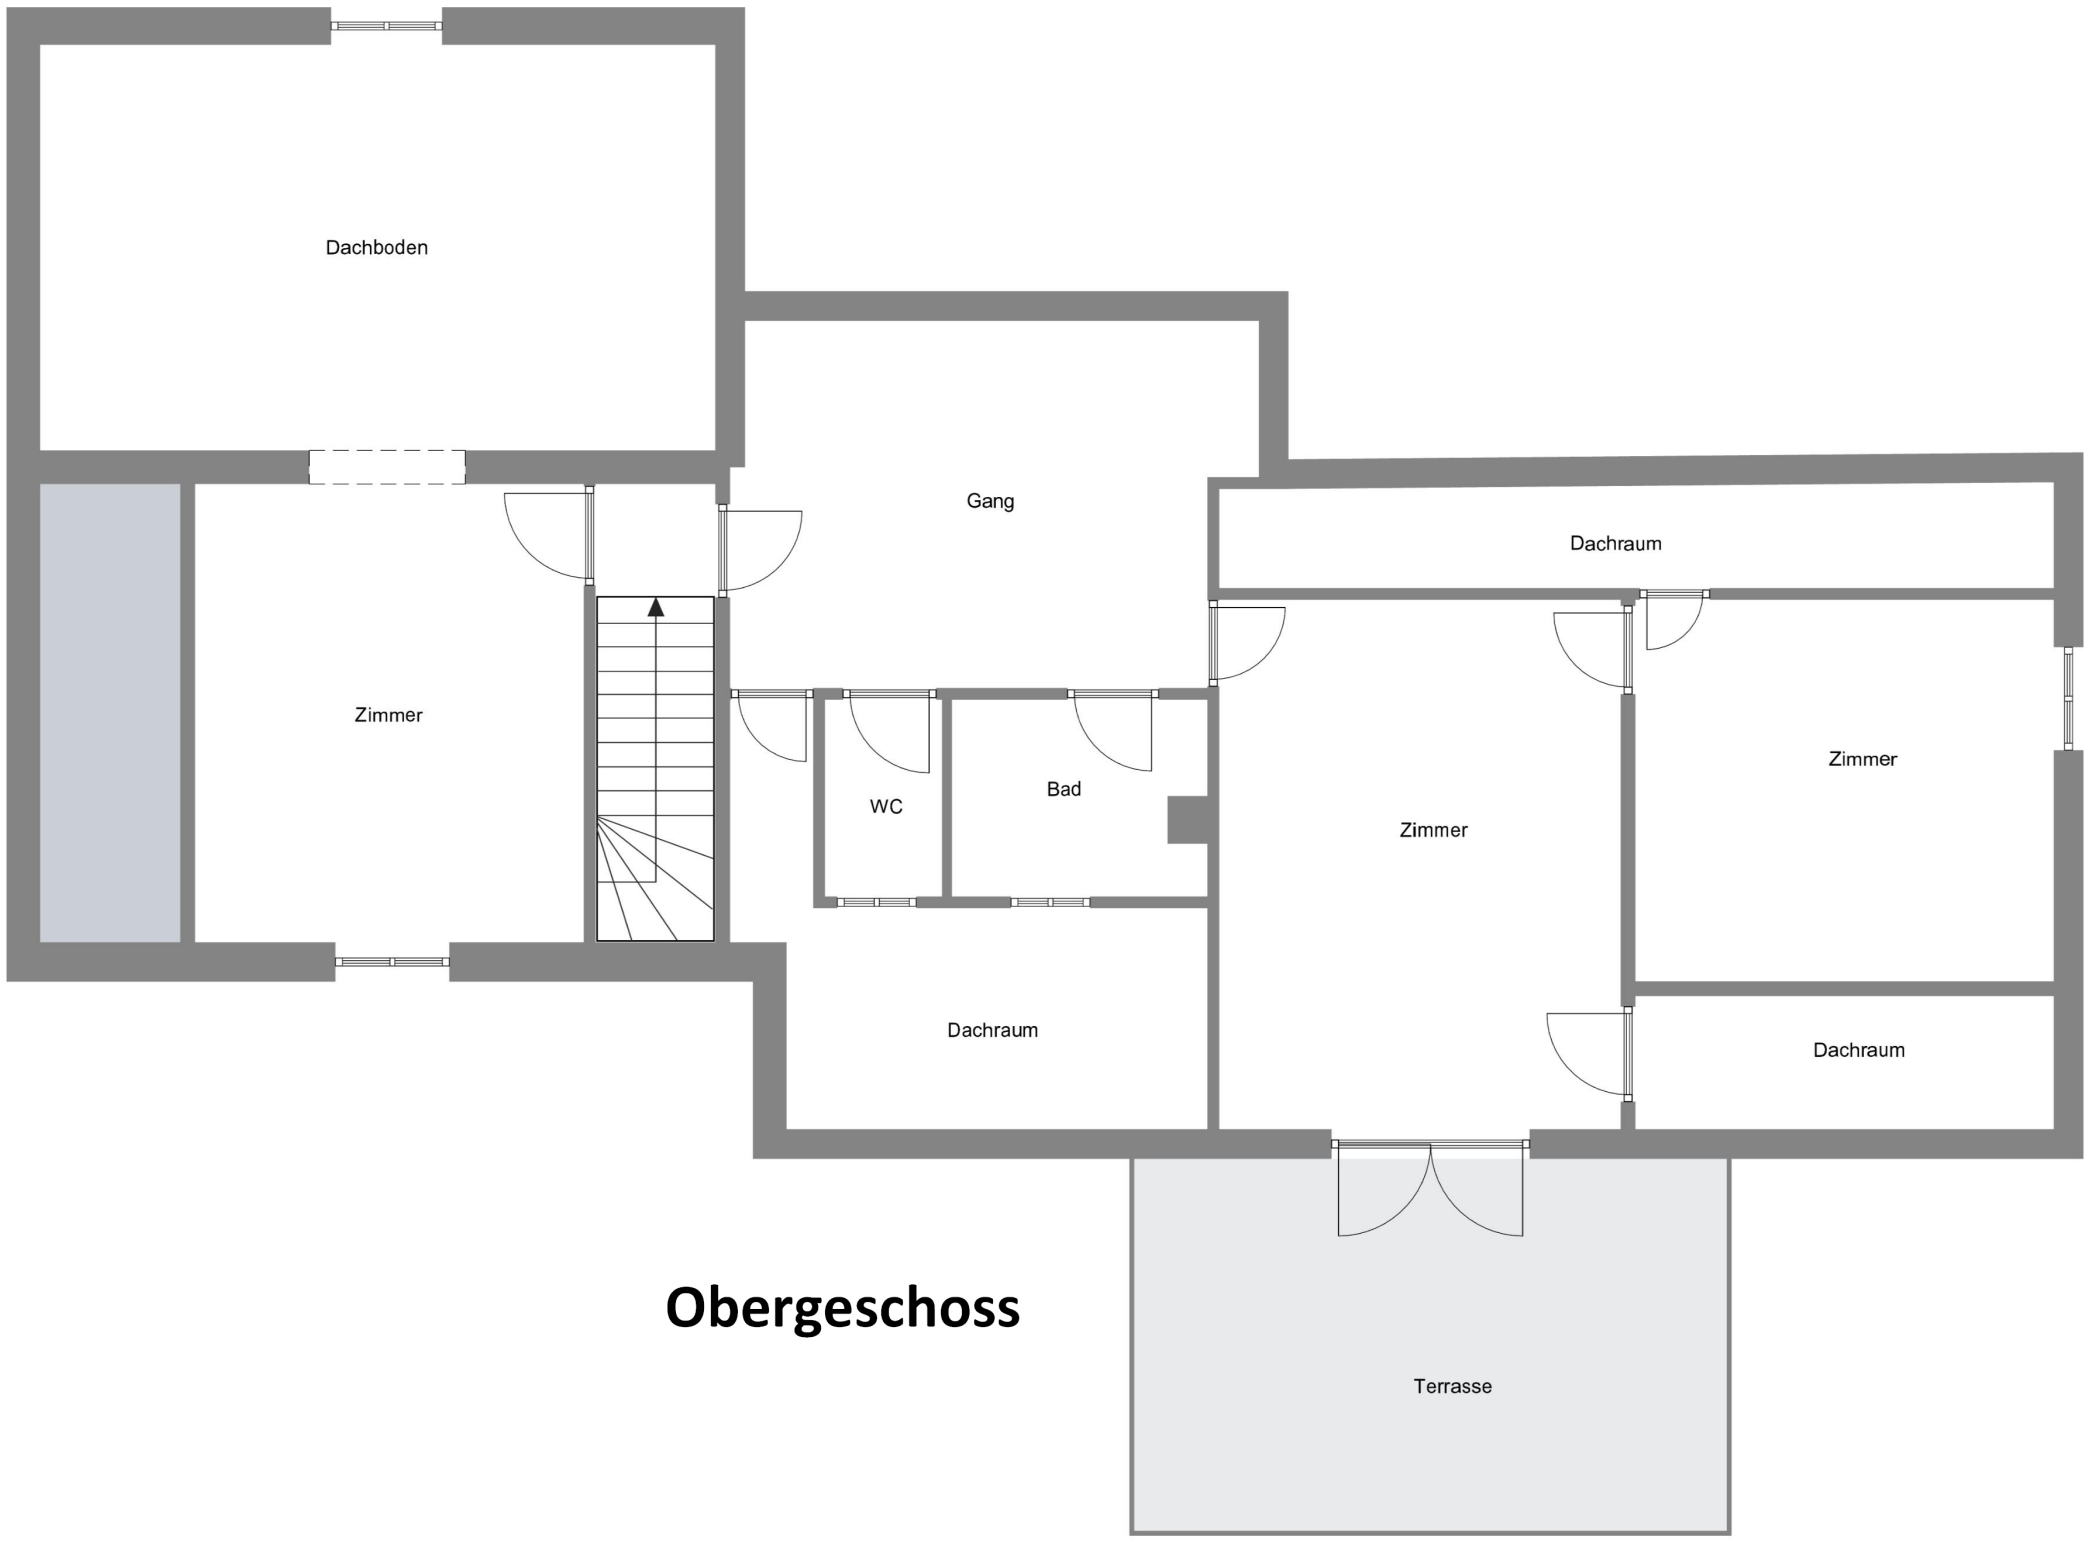 Dachboden
Gang
Dachraum
Zimmer
Zimmer
Bad
WC
Zimmer
Dachraum
Dachraum
Obergeschoss
Terrasse